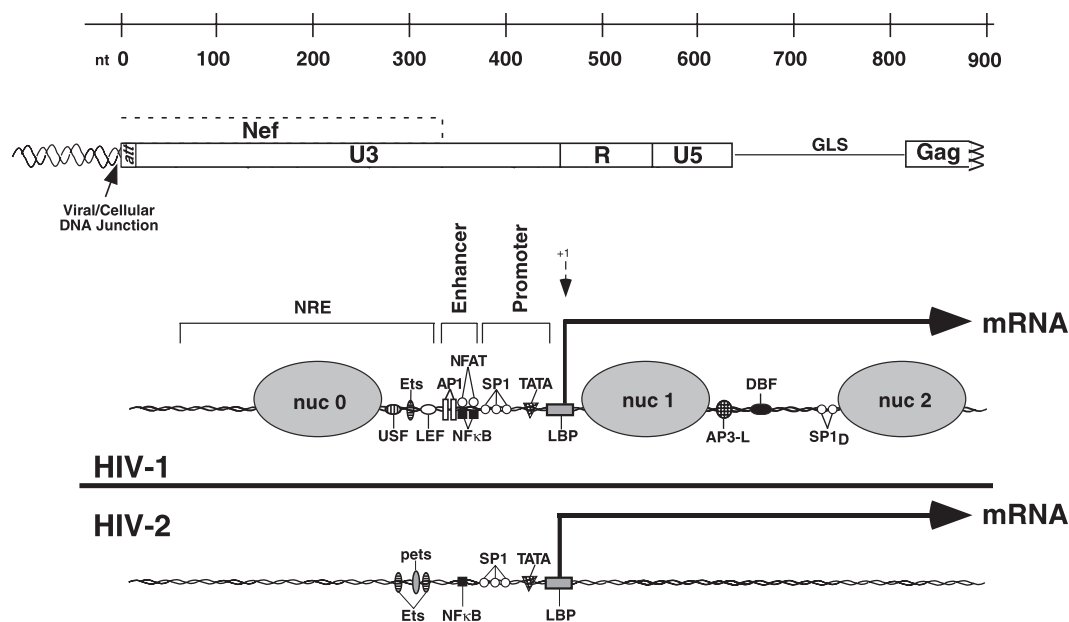 nt 0 100 200 300 400 500 600 700 800 900
Nef
att U3 R U5 GLS Gag
Viral/Cellular
DNA Junction
Enhancer
Promoter
+1
NRE
mRNA
NFAT
Ets AP1 SP1 TATA DBF
nuc 0 nuc 1 nuc 2
USF LEF NFκB LBP AP3-L SP1D
HIV-1
HIV-2
mRNA
pets SP1 TATA
Ets NFκB LBP